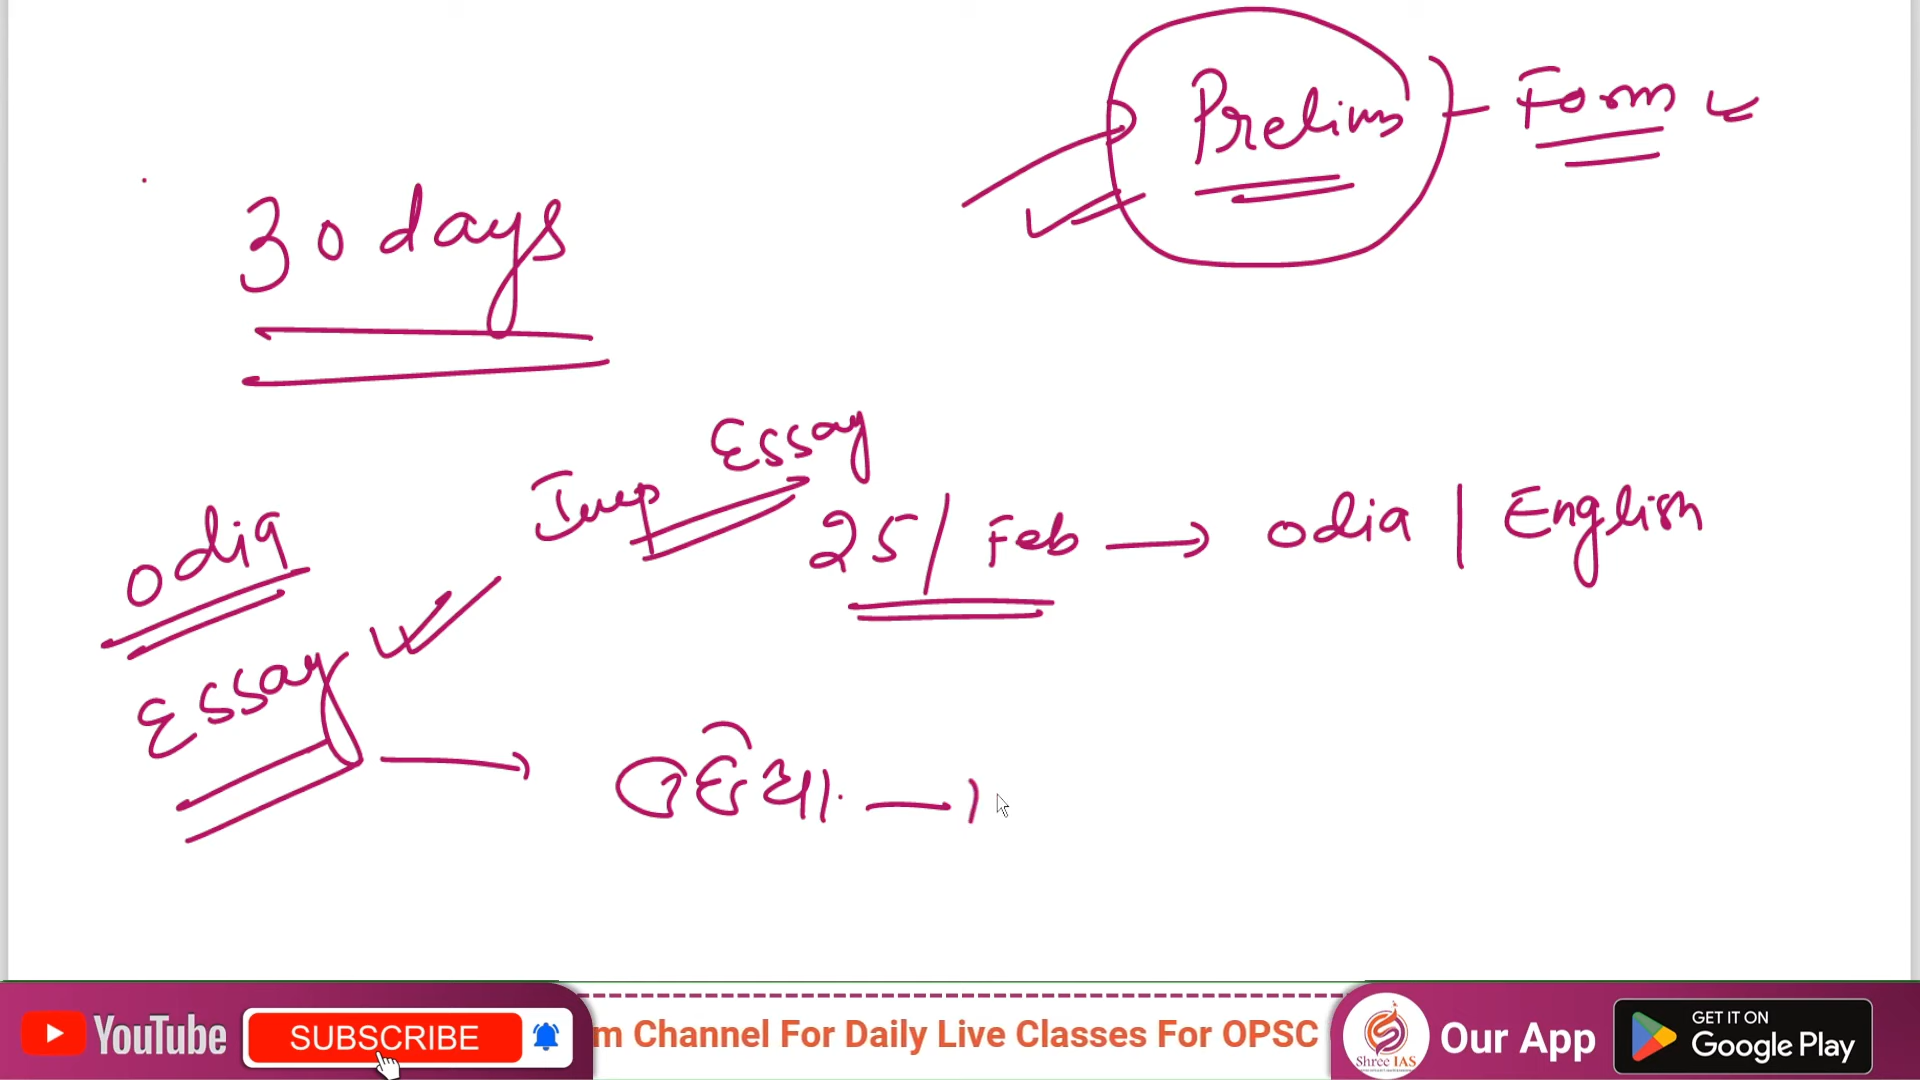 Prelims - Form
30 days
Imp Essay
25/Feb → odia | English
odia
Essay →
YouTube
SUBSCRIBE
m Channel For Daily Live Classes For OPSC
Shree IAS
Our App
GET IT ON
Google Play